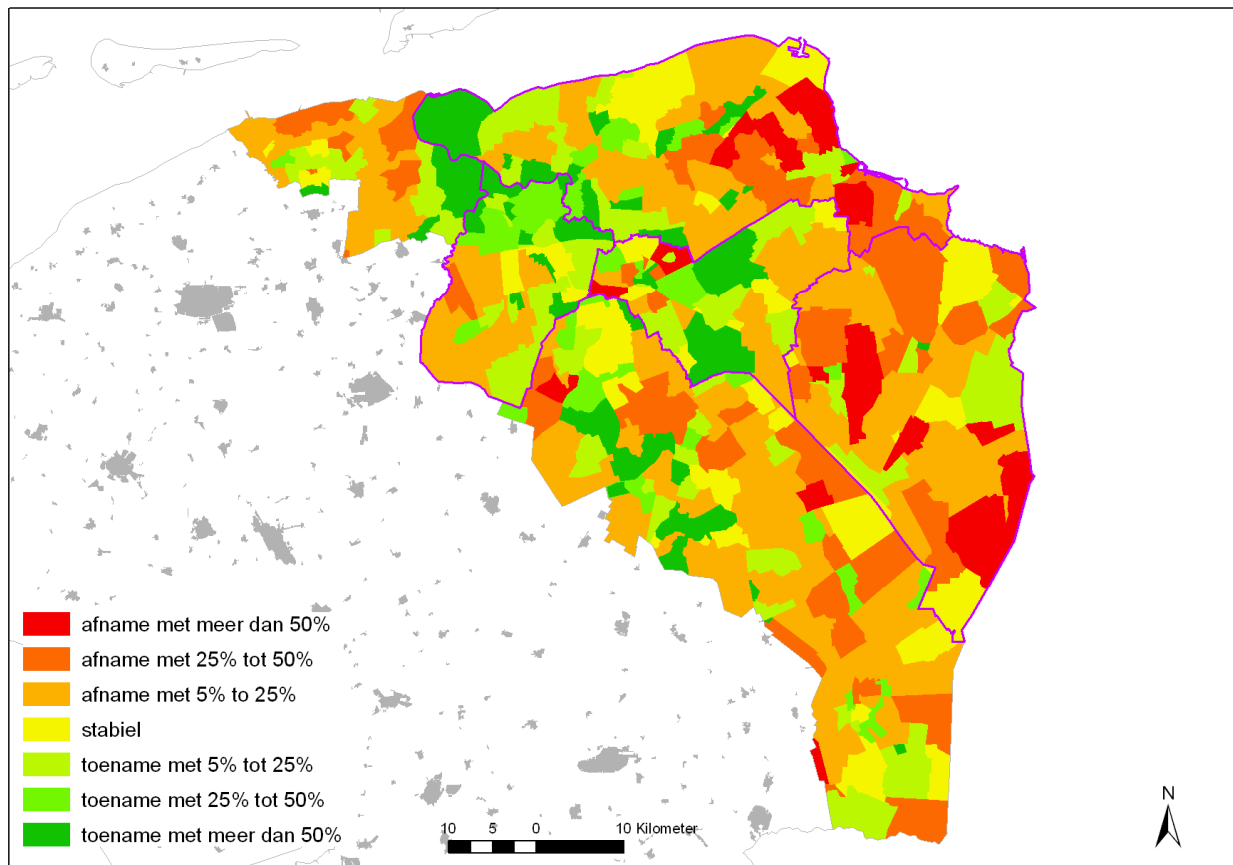 afname met meer dan 50%
afname met 25% tot 50%
afname met 5% to 25%
stabiel
toename met 5% tot 25%
toename met 25% tot 50%
toename met meer dan 50%
10 5 0 10 Kilometer
N